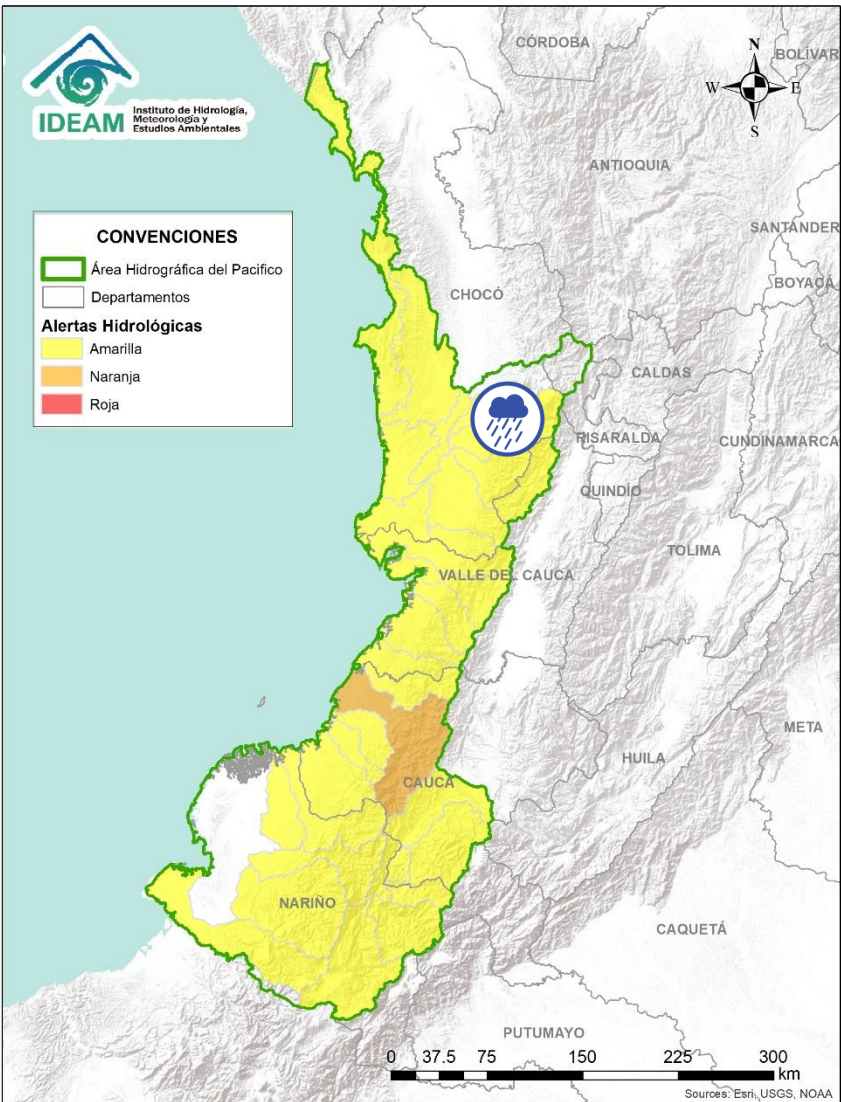 IDEAM
Instituto de Hidrología,
Meteorología y
Estudios Ambientales
CÓRDOBA
BOLÍVAR
N
W
E
S
ANTIOQUIA
SANTANDER
BOYACÁ
CONVENCIONES
Área Hidrográfica del Pacifico
Departamentos
Alertas Hidrológicas
Amarilla
Naranja
Roja
CHOCÓ
CALDAS
RISARALDA
CUNDINAMARCA
QUINDÍO
TOLIMA
VALLE DEL CAUCA
META
HUILA
CAUCA
NARIÑO
CAQUETÁ
PUTUMAYO
0 37.5 75 150 225 300
km
Sources: Esri, USGS, NOAA